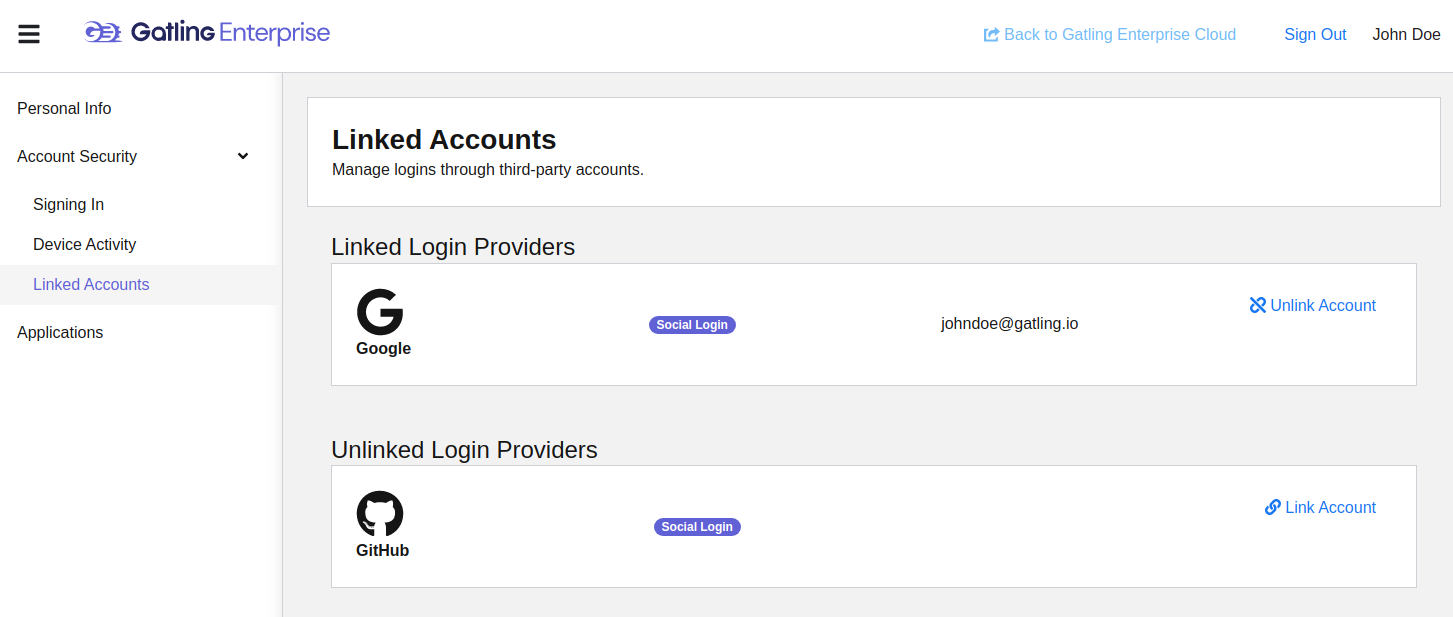 Gatling Enterprise
Back to Gatling Enterprise Cloud
Sign Out
John Doe
Personal Info
Account Security
Signing In
Device Activity
Linked Accounts
Applications
Linked Accounts
Manage logins through third-party accounts.
Linked Login Providers
Google
Social Login
johndoe@gatling.io
Unlink Account
Unlinked Login Providers
GitHub
Social Login
Link Account